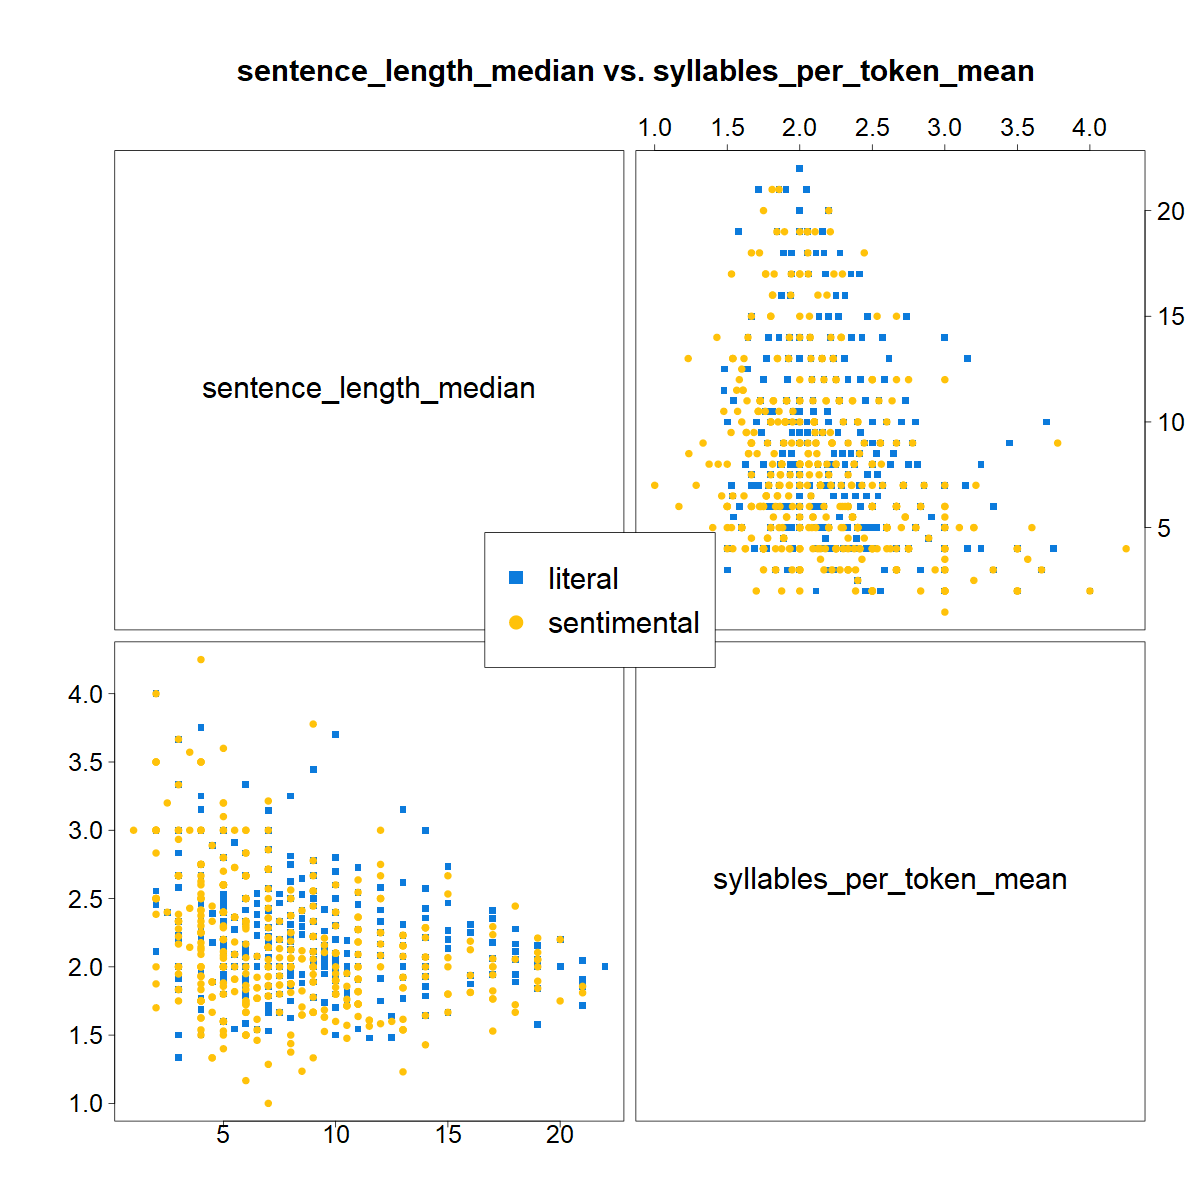 sentence_length_median vs. syllables_per_token_mean
1.0 1.5 2.0 2.5 3.0 3.5 4.0
20
15
10
5
sentence_length_median
literal
sentimental
4.0
3.5
3.0
2.5
2.0
1.5
1.0
syllables_per_token_mean
5 10 15 20